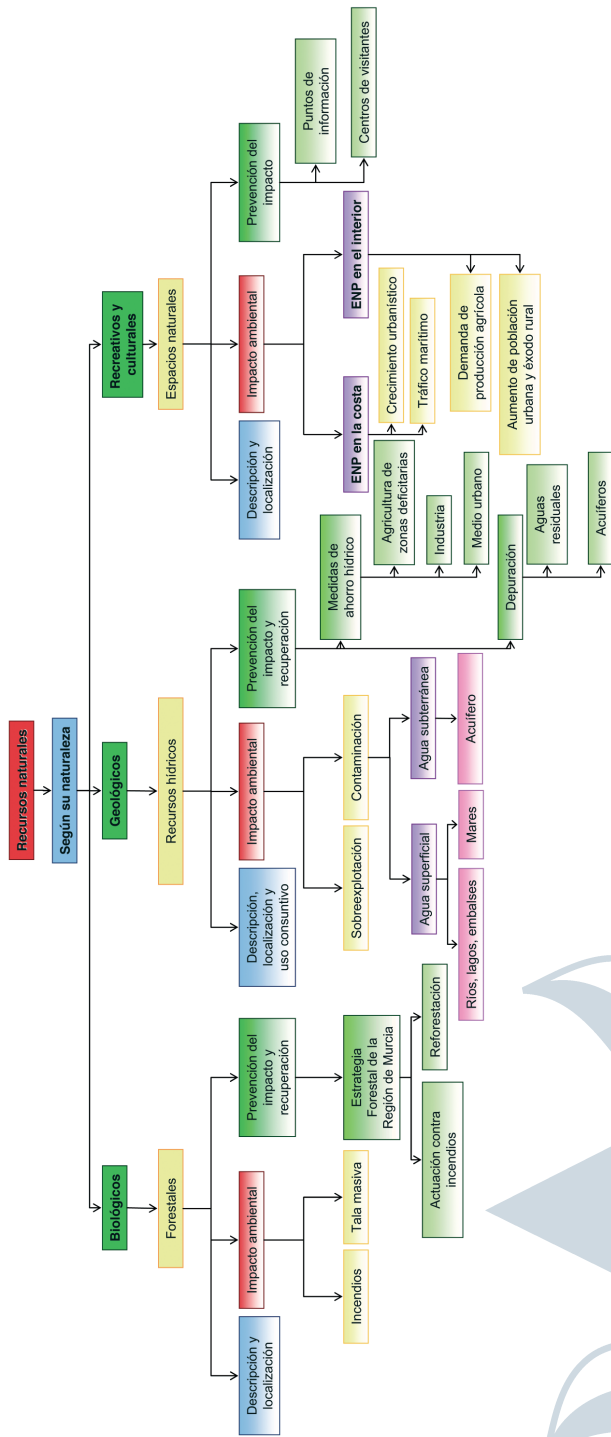 Recursos naturales
Según su naturaleza
Biológicos
Forestales
Descripción y
localización
Impacto ambiental
Incendios
Tala masiva
Prevención del
impacto y
recuperación
Estrategia
Forestal de la
Región de Murcia
Actuación contra
incendios
Reforestación
Geológicos
Recursos hídricos
Descripción,
localización y
uso consuntivo
Impacto ambiental
Sobreexplotación
Contaminación
Agua superficial
Ríos, lagos, embalses
Mares
Agua subterránea
Acuífero
Prevención del
impacto y
recuperación
Medidas de
ahorro hídrico
Agricultura de
zonas deficitarias
Industria
Medio urbano
Depuración
Aguas
residuales
Acuíferos
Recreativos y
culturales
Espacios naturales
Descripción y
localización
Impacto ambiental
ENP en la costa
Crecimiento urbanístico
Tráfico marítimo
ENP en el interior
Demanda de
producción agrícola
Aumento de población
urbana y éxodo rural
Prevención del
impacto
Puntos de
información
Centros de visitantes